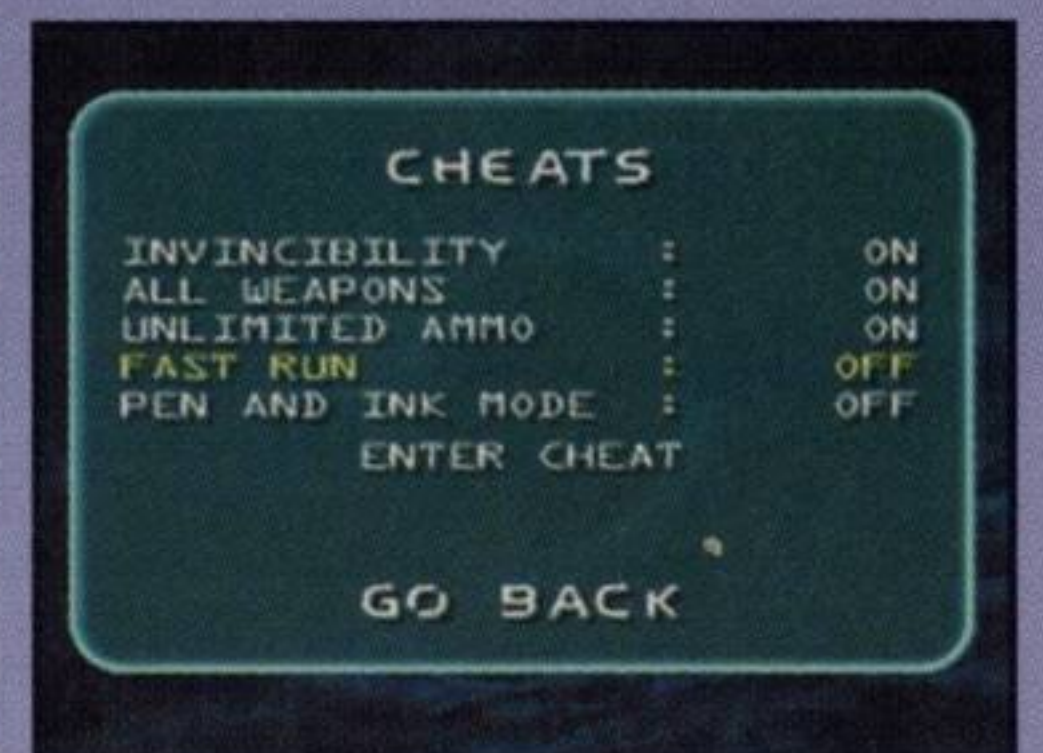 CHEATS
INVINCIBILITY : ON
ALL WEAPONS : ON
UNLIMITED AMMO : ON
FAST RUN : OFF
PEN AND INK MODE : OFF
ENTER CHEAT
GO BACK